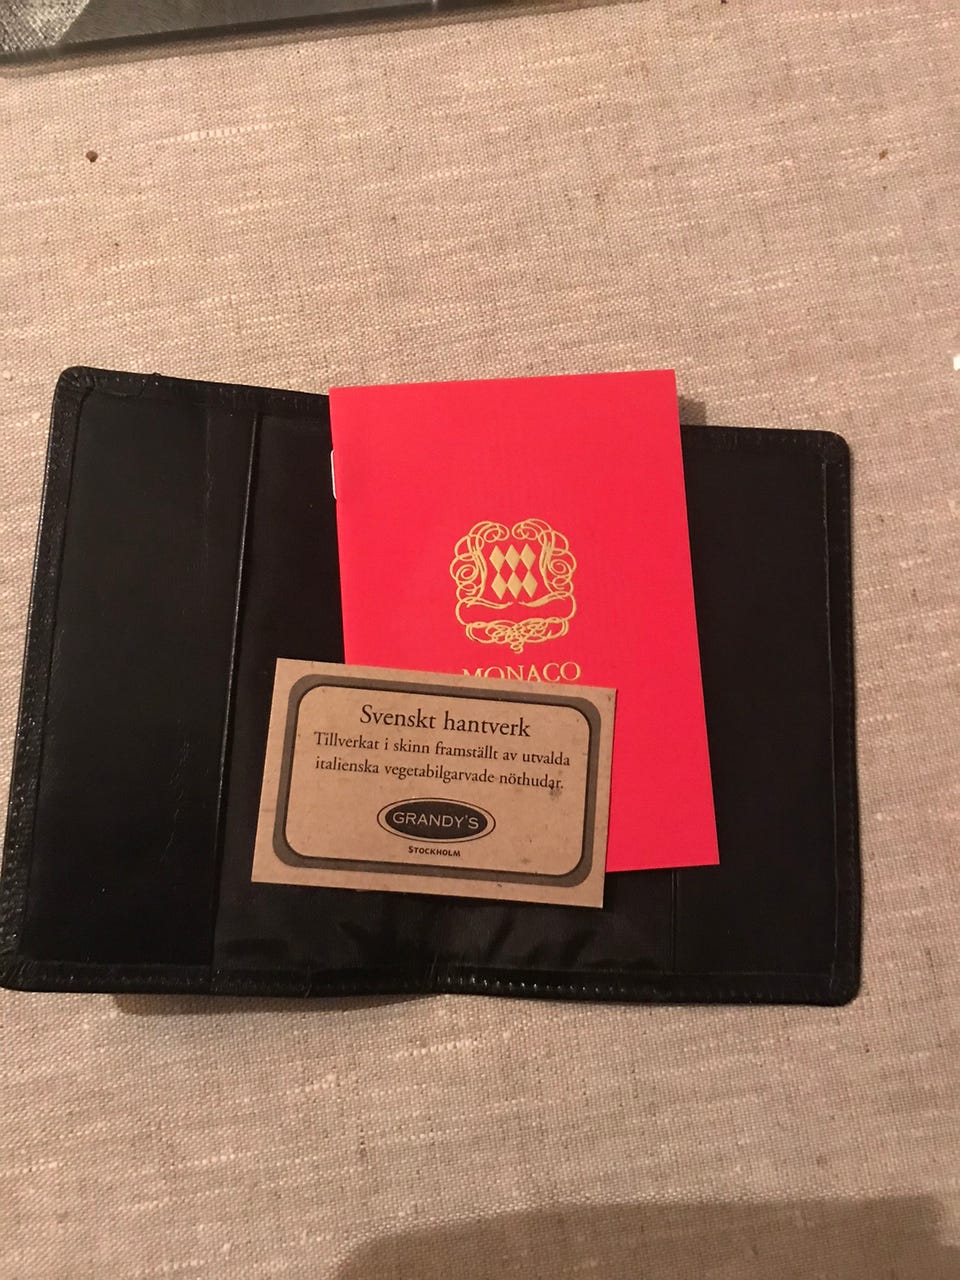 MONACO
Svenskt hantverk
Tillverkat i skinn framställt av utvalda
italienska vegetabilgarvade nöthudar.
GRANDY'S
STOCKHOLM